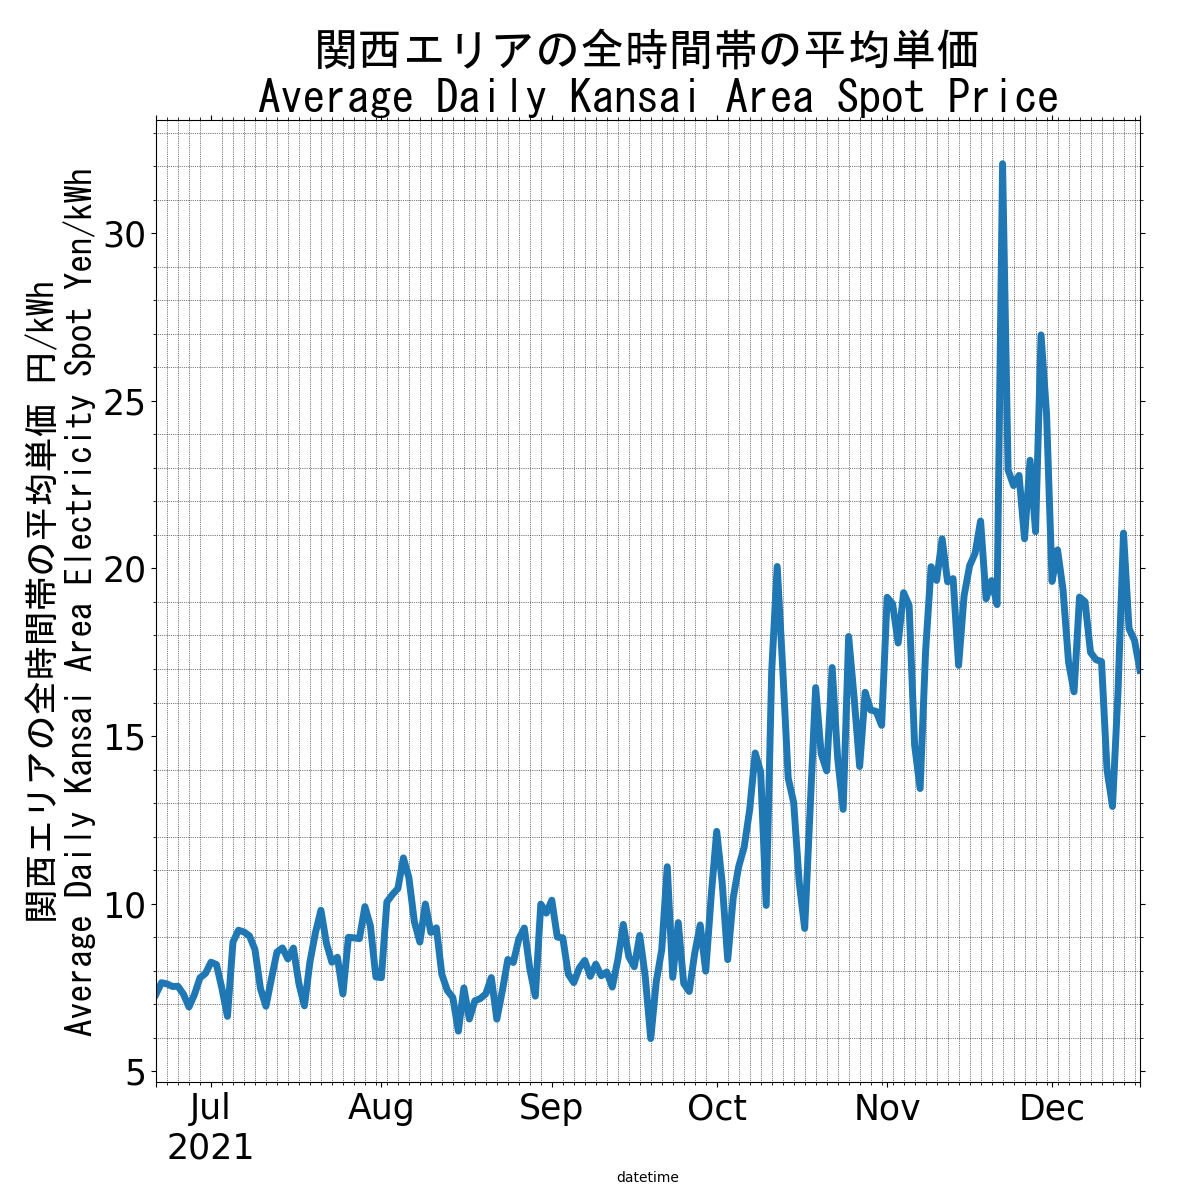 関西エリアの全時間帯の平均単価
Average Daily Kansai Area Spot Price
関西エリアの全時間帯の平均単価 円/kWh
Average Daily Kansai Area Electricity Spot Yen/kWh
30
25
20
15
10
5
Jul
2021
Aug
Sep
Oct
Nov
Dec
datetime